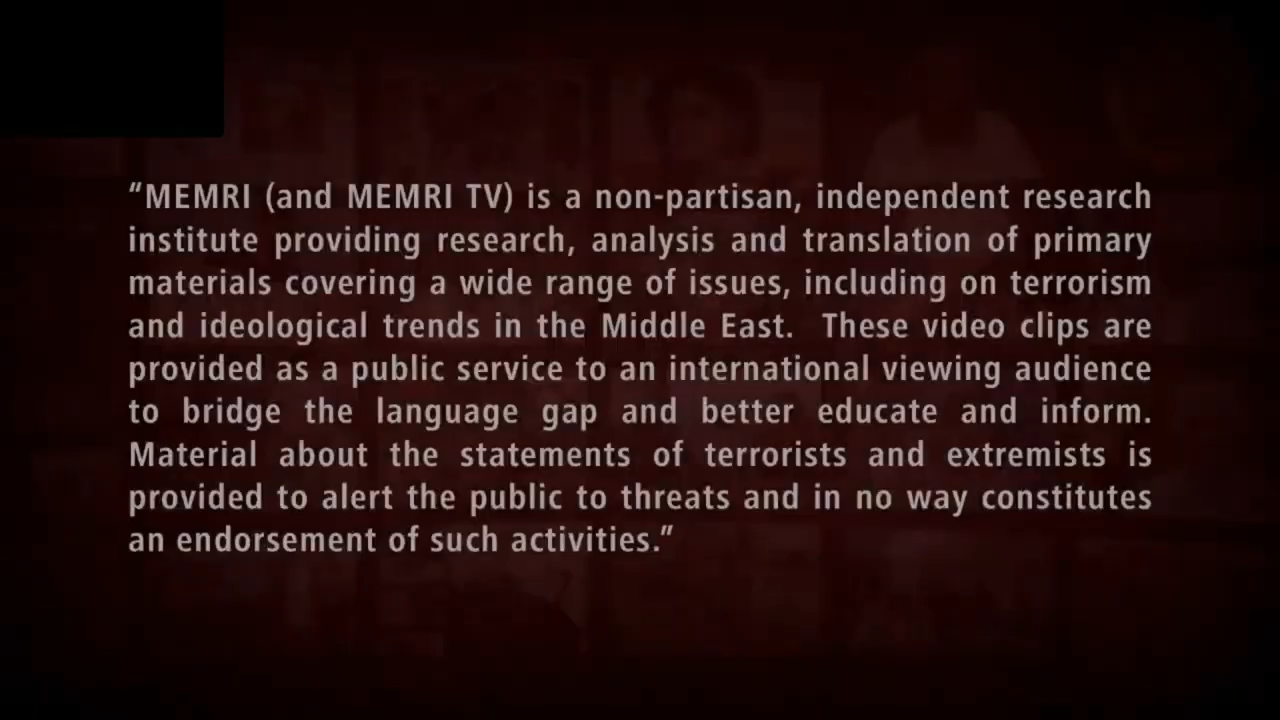 “MEMRI (and MEMRI TV) is a non-partisan, independent research
institute providing research, analysis and translation of primary
materials covering a wide range of issues, including on terrorism
and ideological trends in the Middle East.  These video clips are
provided as a public service to an international viewing audience
to bridge the language gap and better educate and inform.
Material about the statements of terrorists and extremists is
provided to alert the public to threats and in no way constitutes
an endorsement of such activities.”